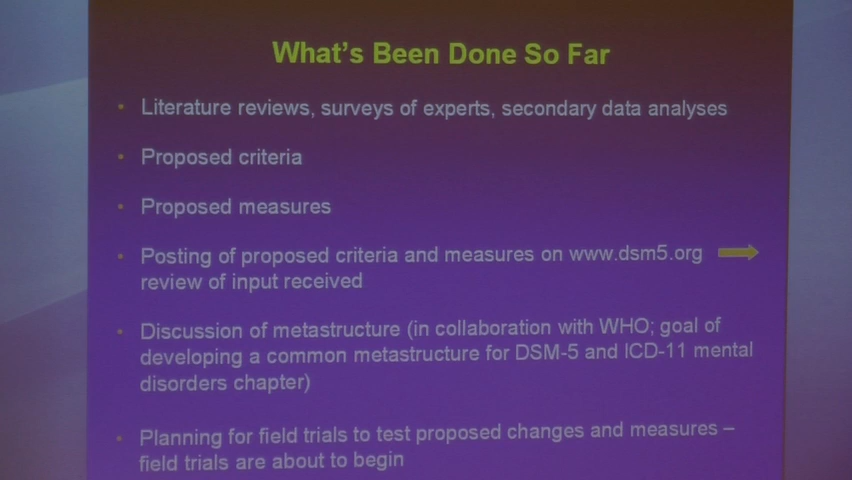 What's Been Done So Far
• Literature reviews, surveys of experts, secondary data analyses
• Proposed criteria
• Proposed measures
• Posting of proposed criteria and measures on www.dsm5.org
review of input received
• Discussion of metastructure (in collaboration with WHO; goal of
developing a common metastructure for DSM-5 and ICD-11 mental
disorders chapter)
• Planning for field trials to test proposed changes and measures –
field trials are about to begin